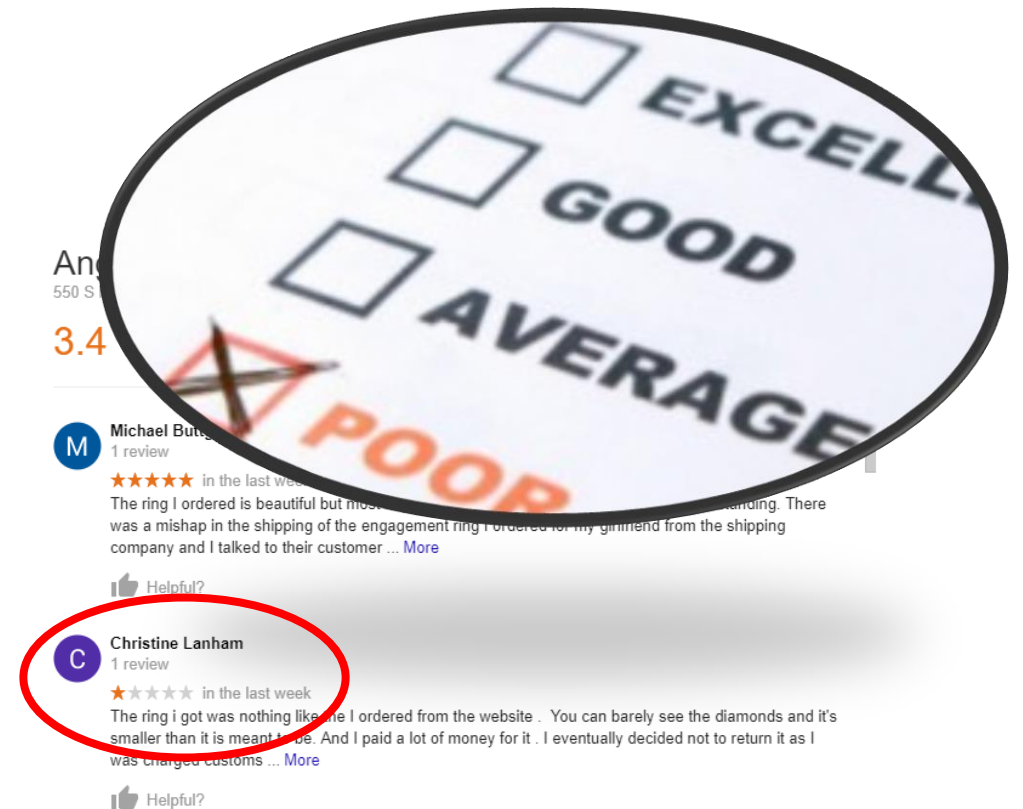 EXCELL
GOOD
AVERAGE
POOR
An
550 S
3.4
M
Michael
1 review
in the last
The ring I ordered is beautiful but There
was a mishap in the shipping of the engagement ring I ordered for my girlfriend from the shipping
company and I talked to their customer ... More
Helpful?
C
Christine Lanham
1 review
in the last week
The ring i got was nothing like I ordered from the website . You can barely see the diamonds and it's
smaller than it is meant to be. And I paid a lot of money for it . I eventually decided not to return it as I
was charged customs ... More
Helpful?